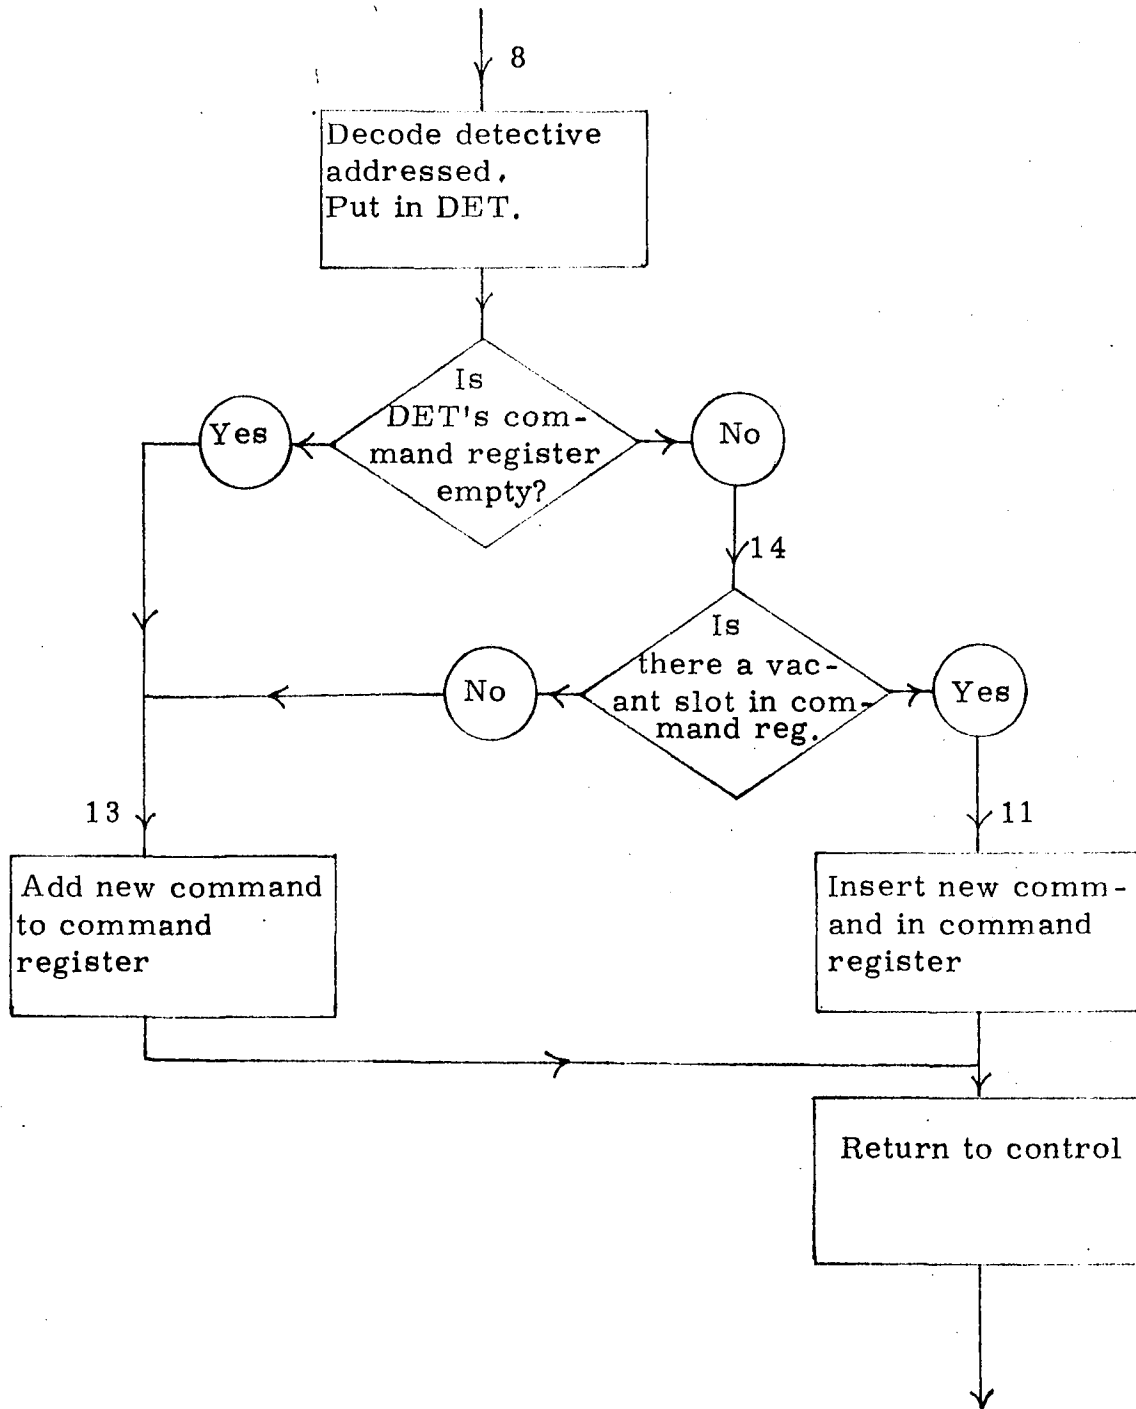 8
Decode detective
addressed.
Put in DET.
Is
DET's com-
mand register
empty?
Yes
No
14
Is
there a vac-
ant slot in com-
mand reg.
No
Yes
13
11
Add new command
to command
register
Insert new comm-
and in command
register
Return to control